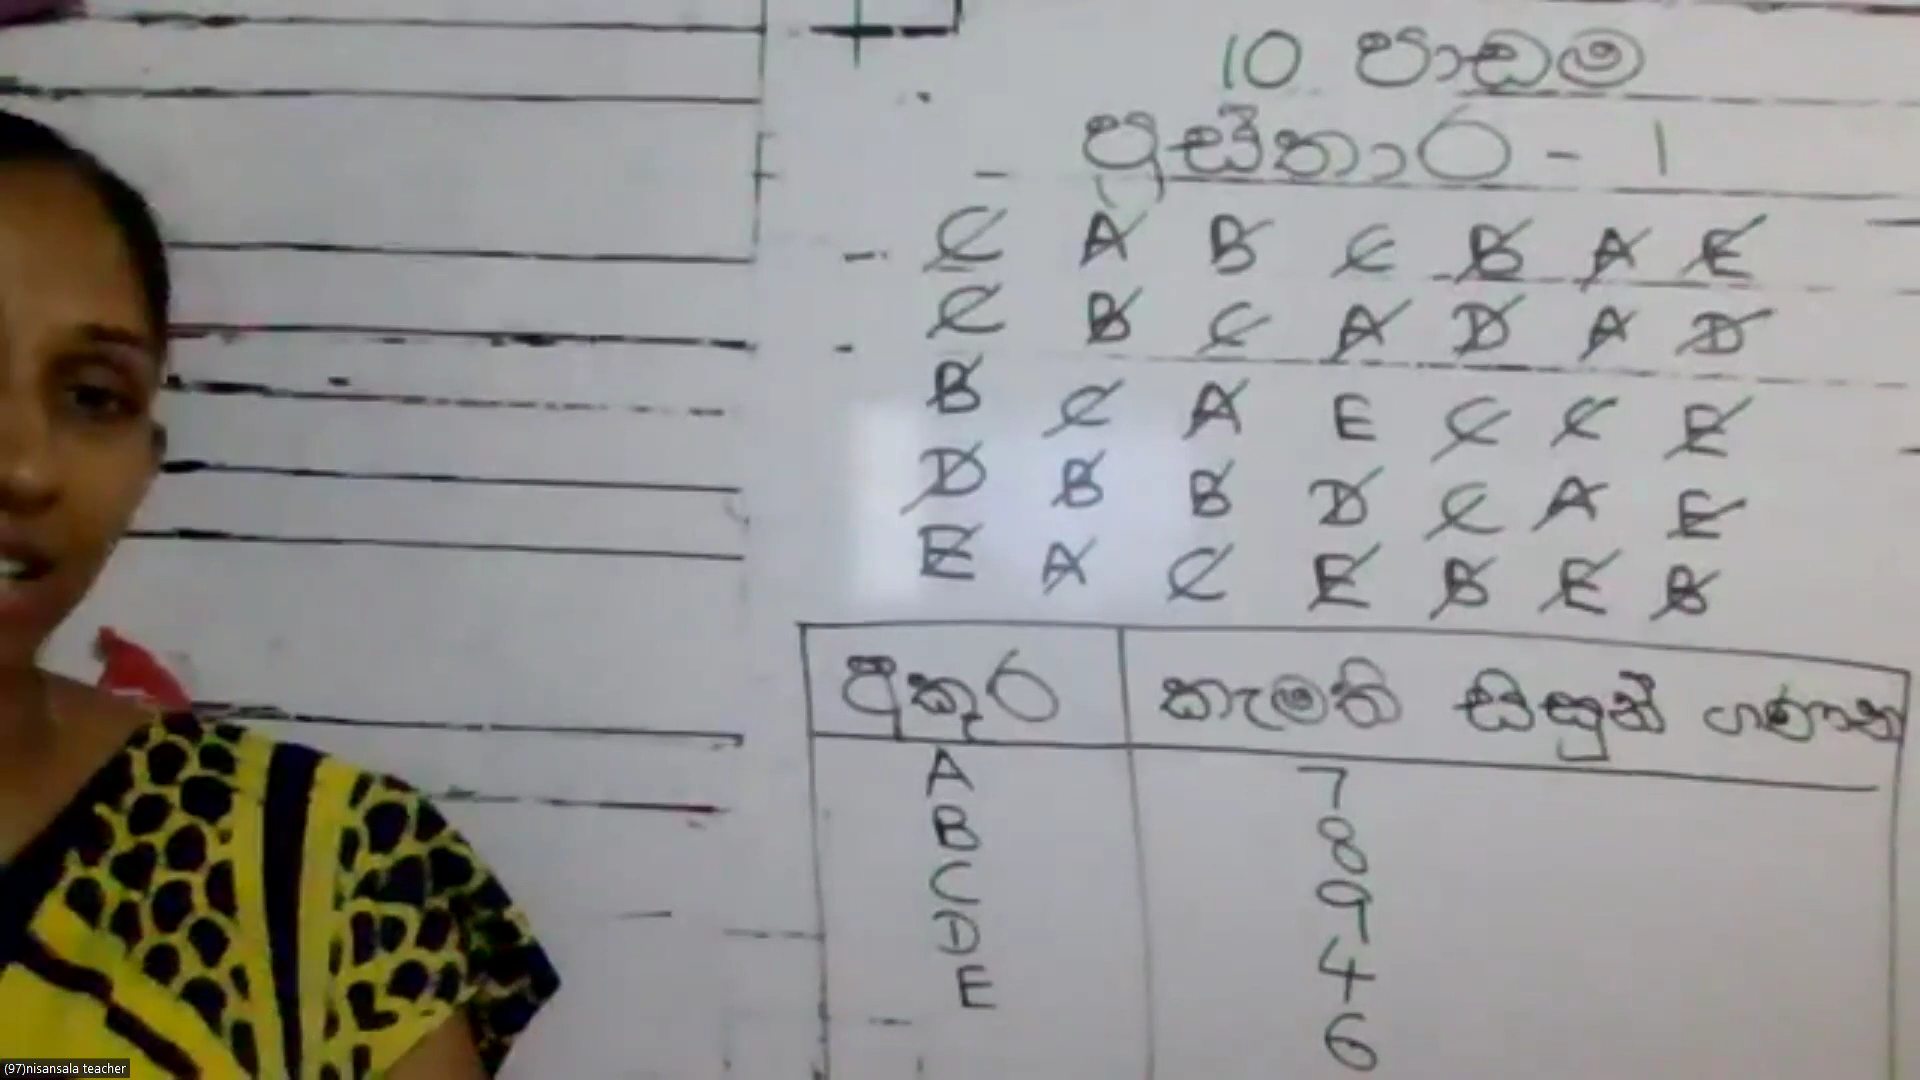 10 පාඩම
ප්‍රස්තාර - 1
C A B C B A E
C B C A D A D
B C A E C C E
D B B D C A E
E A C E B E B
අකුර කැමති සිසුන් ගණන
A 7
B 8
C 9
D 4
E 6
(97)nisansala teacher